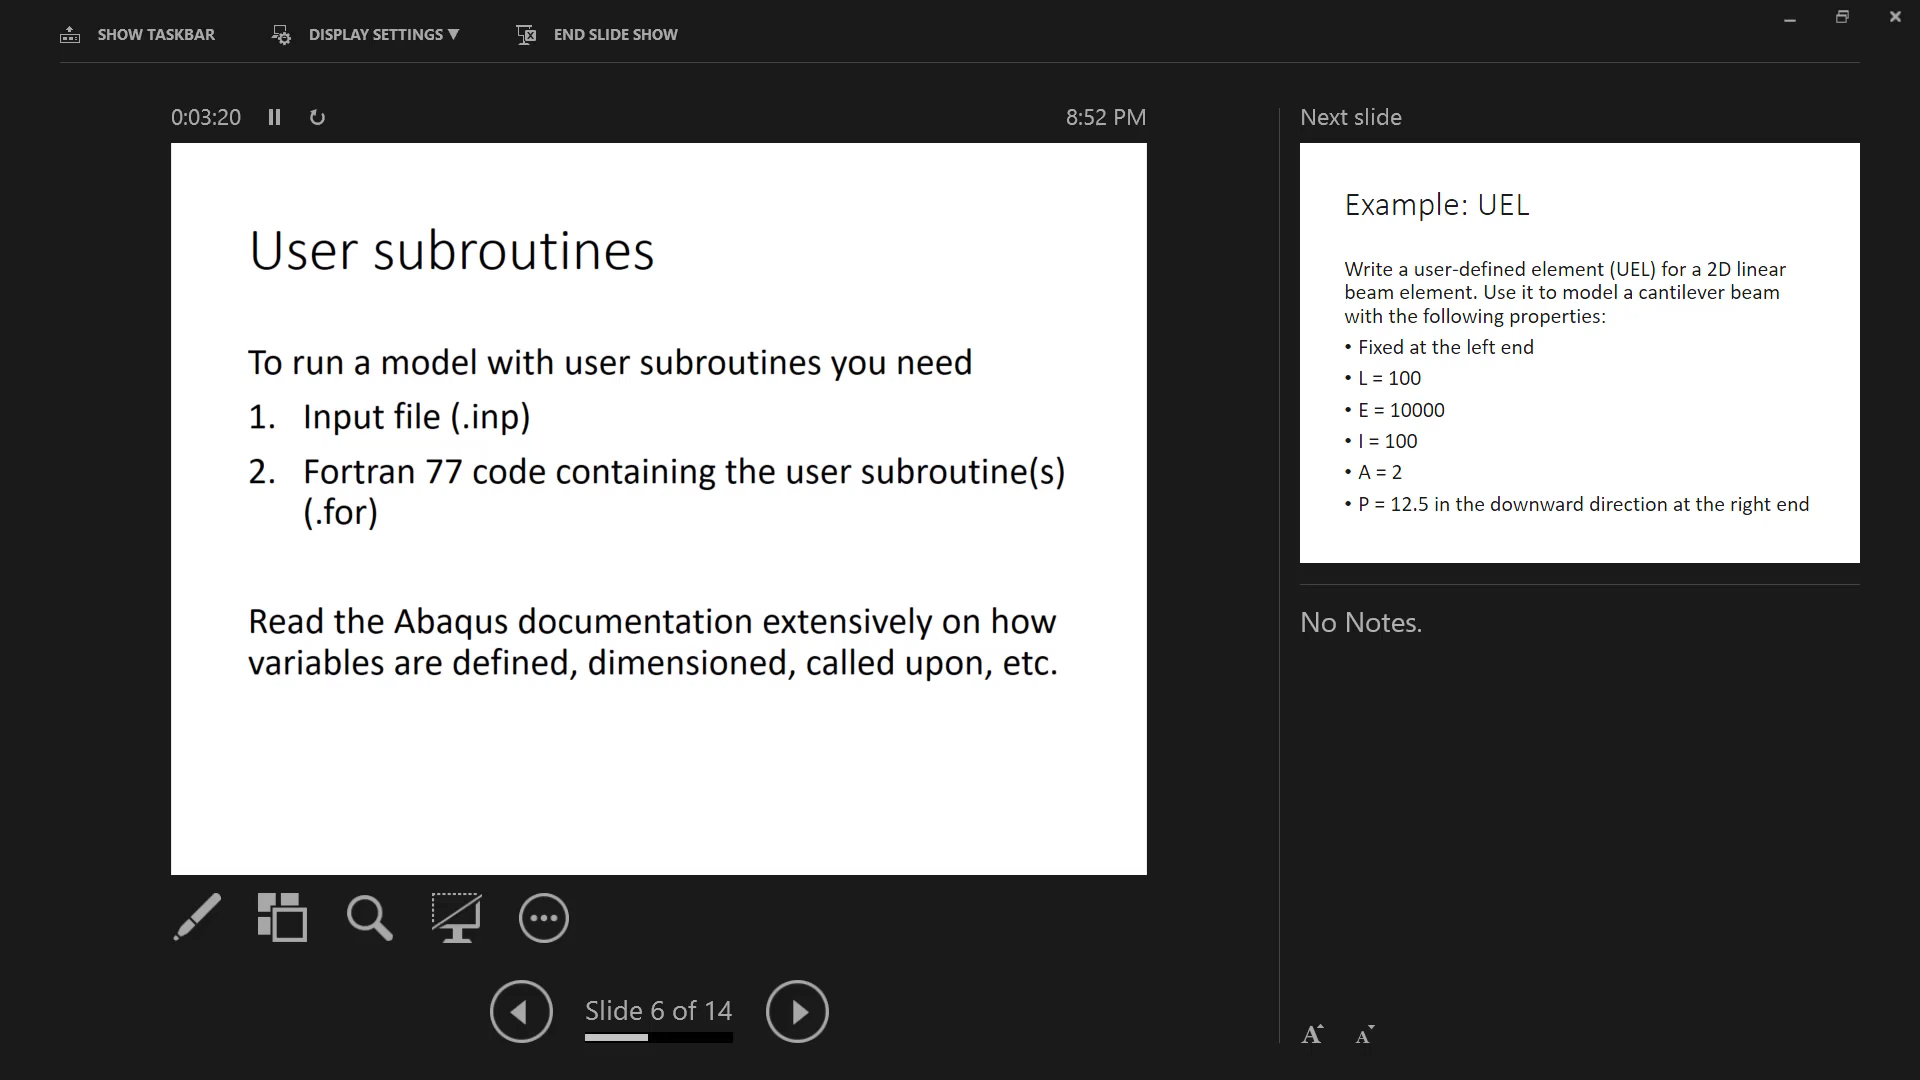 SHOW TASKBAR
DISPLAY SETTINGS ▼
END SLIDE SHOW
0:03:20
8:52 PM
User subroutines
To run a model with user subroutines you need
1. Input file (.inp)
2. Fortran 77 code containing the user subroutine(s)
(.for)
Read the Abaqus documentation extensively on how
variables are defined, dimensioned, called upon, etc.
Slide 6 of 14
Next slide
Example: UEL
Write a user-defined element (UEL) for a 2D linear
beam element. Use it to model a cantilever beam
with the following properties:
• Fixed at the left end
• L = 100
• E = 10000
• I = 100
• A = 2
• P = 12.5 in the downward direction at the right end
No Notes.
A A